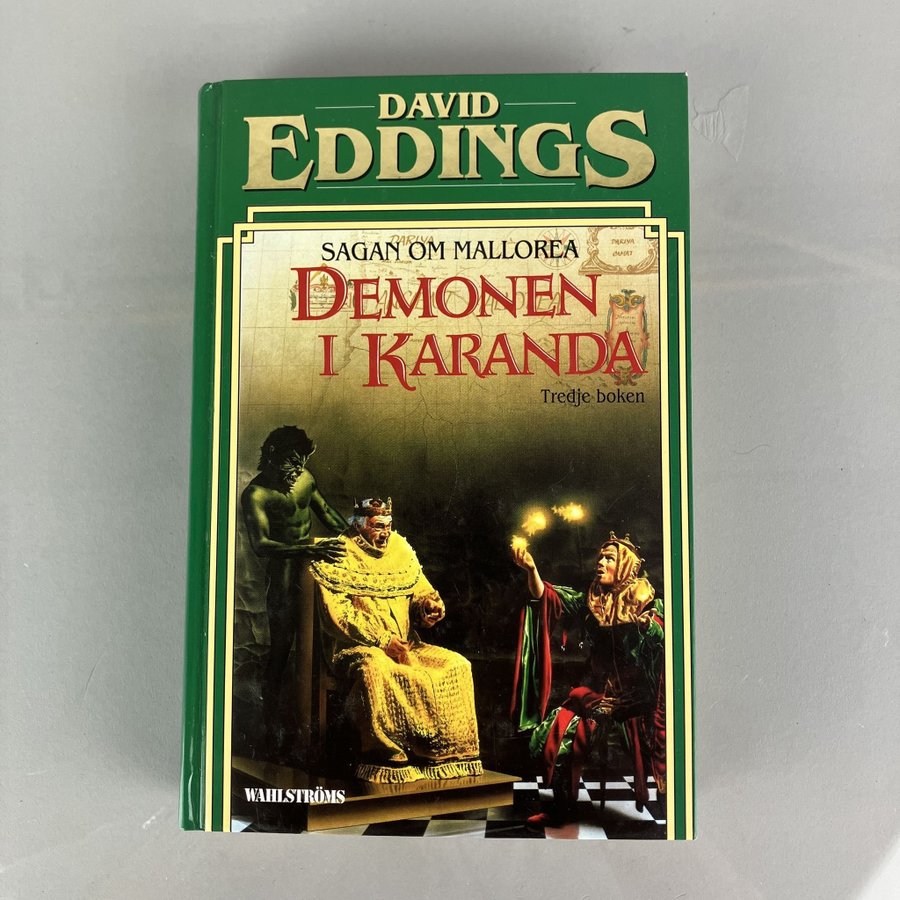 DAVID
EDDINGS
SAGAN OM MALLOREA
DEMONEN
I KARANDA
Tredje boken
WAHLSTRÖMS